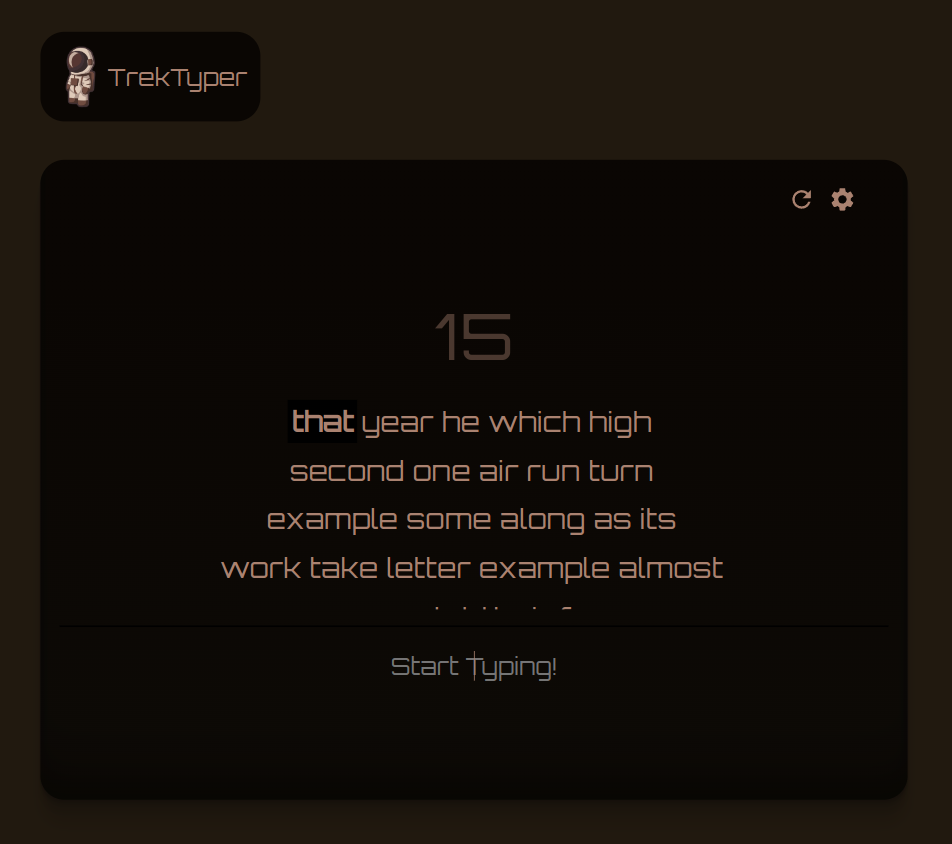 TrekTyper
15
that year he which high
second one air run turn
example some along as its
work take letter example almost
Start Typing!